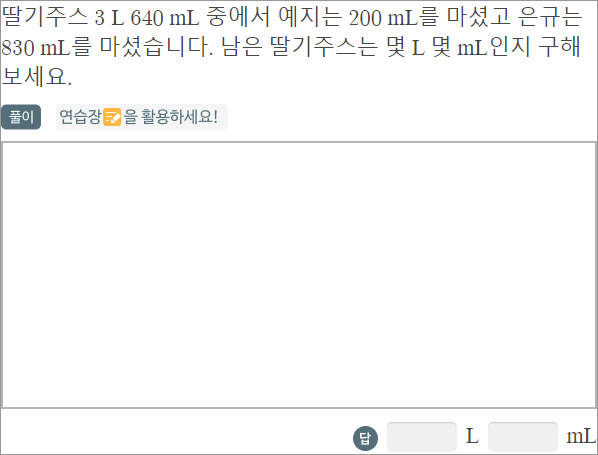 딸기주스 3 L 640 mL 중에서 예지는 200 mL를 마셨고 은규는
830 mL를 마셨습니다. 남은 딸기주스는 몇 L 몇 mL인지 구해
보세요.
풀이 연습장을 활용하세요!
답 L mL